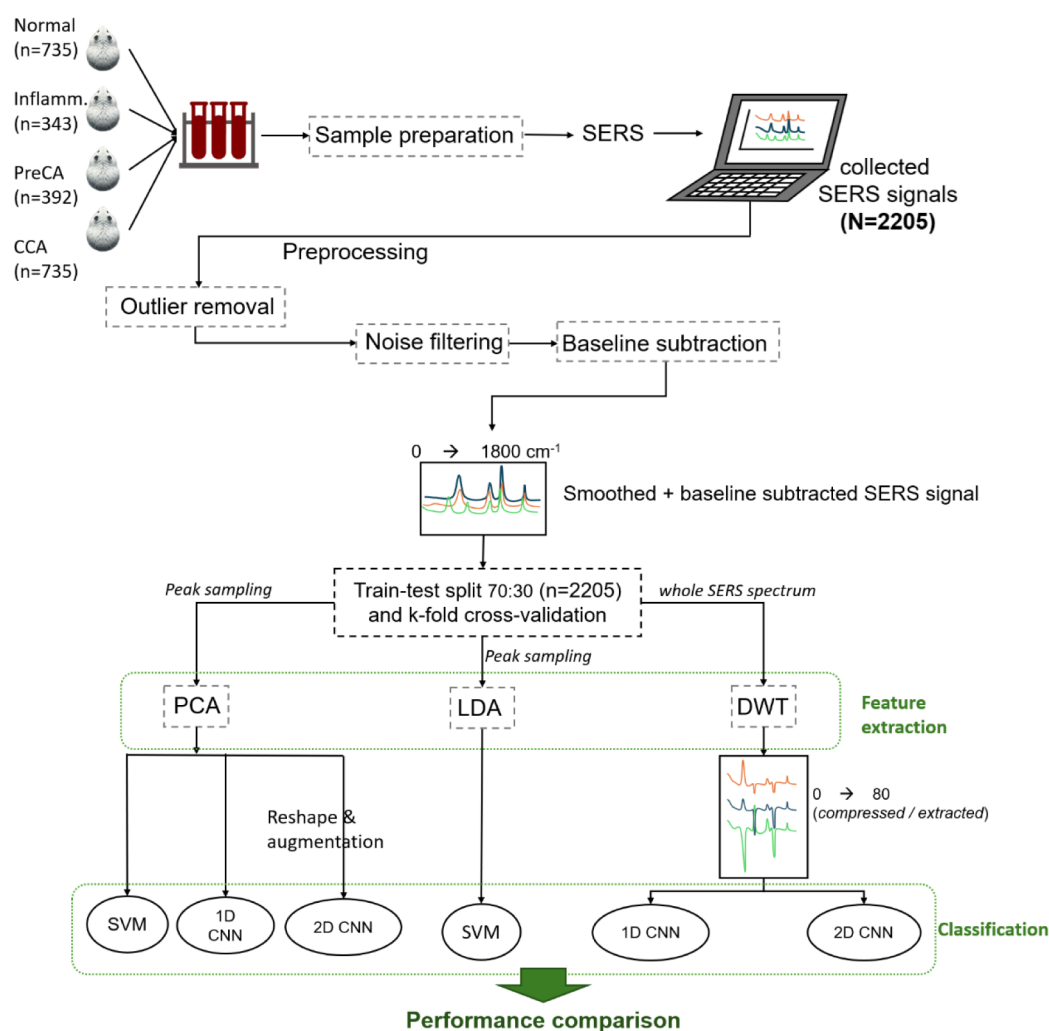 Normal
(n=735)
Inflamm.
(n=343)
PreCA
(n=392)
CCA
(n=735)
Sample preparation
SERS
collected
SERS signals
(N=2205)
Preprocessing
Outlier removal
Noise filtering
Baseline subtraction
0 → 1800 cm⁻¹
Smoothed + baseline subtracted SERS signal
Train-test split 70:30 (n=2205)
and k-fold cross-validation
Peak sampling
whole SERS spectrum
Peak sampling
PCA
LDA
DWT
Feature
extraction
0 → 80
(compressed / extracted)
Reshape &
augmentation
SVM
1D
CNN
2D CNN
SVM
1D CNN
2D CNN
Classification
Performance comparison